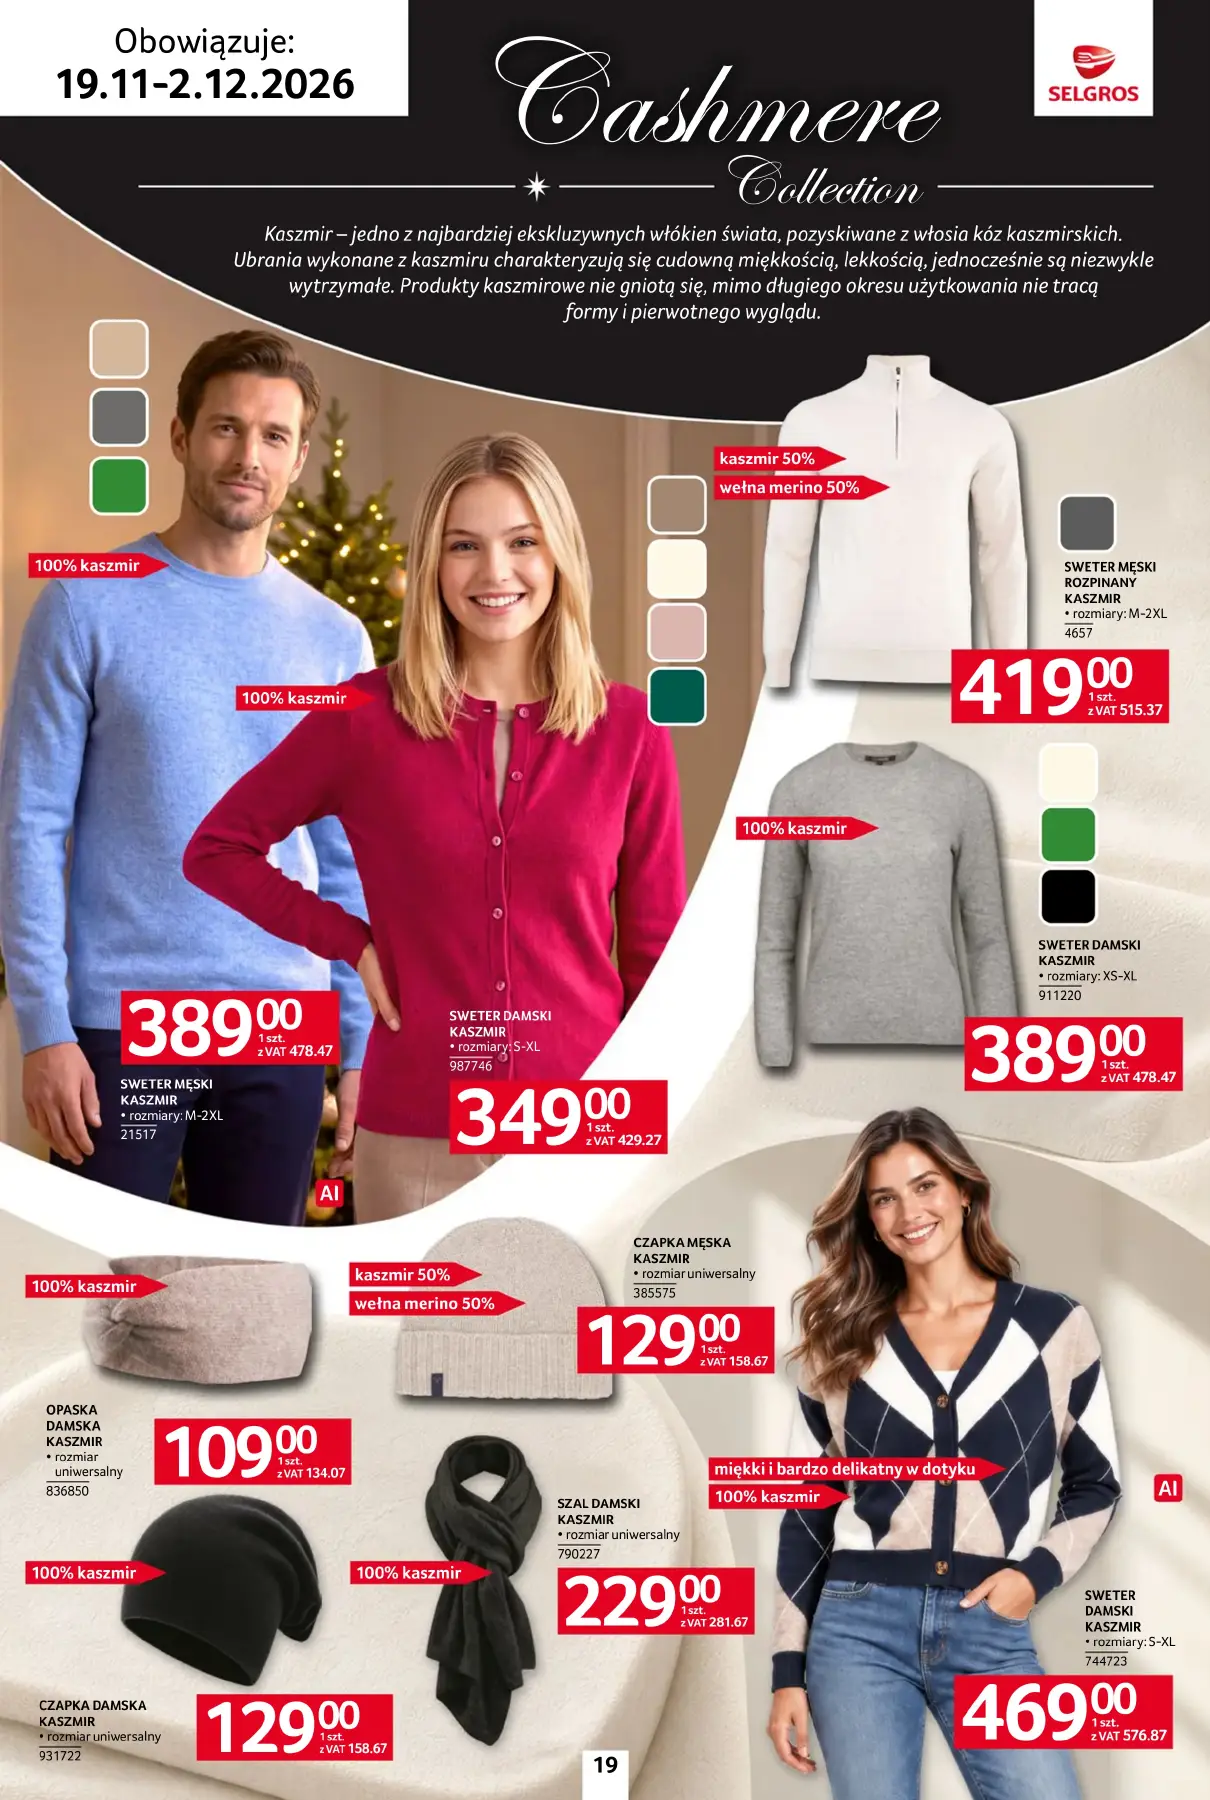 Obowiązuje:
19.11-2.12.2026
SELGROS
Cashmere
Collection
Kaszmir – jedno z najbardziej ekskluzywnych włókien świata, pozyskiwane z włosia kóz kaszmirskich.
Ubrania wykonane z kaszmiru charakteryzują się cudowną miękkością, lekkością, jednocześnie są niezwykle
wytrzymałe. Produkty kaszmirowe nie gniotą się, mimo długiego okresu użytkowania nie tracą
formy i pierwotnego wyglądu.
kaszmir 50%
wełna merino 50%
SWETER MĘSKI
ROZPINANY
KASZMIR
• rozmiary: M-2XL
4657
419 00
1 szt.
z VAT 515.37
100% kaszmir
389 00
1 szt.
z VAT 478.47
SWETER MĘSKI
KASZMIR
• rozmiary: M-2XL
21517
100% kaszmir
SWETER DAMSKI
KASZMIR
• rozmiary: S-XL
987746
349 00
1 szt.
z VAT 429.27
AI
100% kaszmir
SWETER DAMSKI
KASZMIR
• rozmiary: XS-XL
911220
389 00
1 szt.
z VAT 478.47
100% kaszmir
OPASKA
DAMSKA
KASZMIR
• rozmiar
uniwersalny
836850
109 00
1 szt.
z VAT 134.07
kaszmir 50%
wełna merino 50%
CZAPKA MĘSKA
KASZMIR
• rozmiar uniwersalny
385575
129 00
1 szt.
z VAT 158.67
100% kaszmir
CZAPKA DAMSKA
KASZMIR
• rozmiar uniwersalny
931722
129 00
1 szt.
z VAT 158.67
100% kaszmir
SZAL DAMSKI
KASZMIR
• rozmiar uniwersalny
790227
229 00
1 szt.
z VAT 281.67
miękki i bardzo delikatny w dotyku
100% kaszmir
AI
SWETER
DAMSKI
KASZMIR
• rozmiary: S-XL
744723
469 00
1 szt.
z VAT 576.87
19